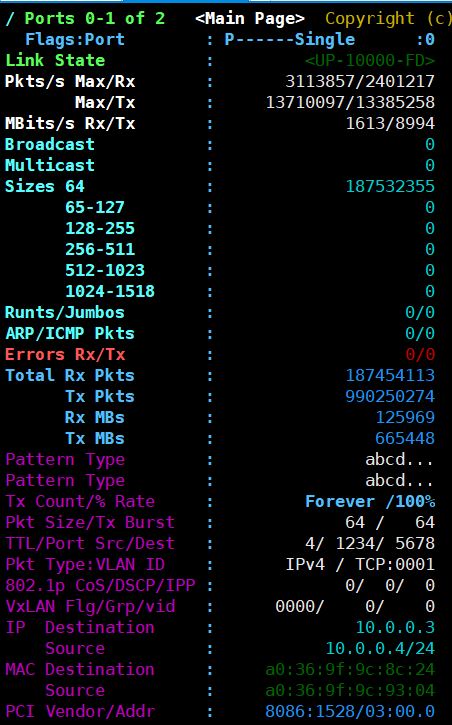 / Ports 0-1 of 2   <Main Page>  Copyright (c)
  Flags:Port        : P------Single      :0
Link State          :         <UP-10000-FD>
Pkts/s Max/Rx       :       3113857/2401217
       Max/Tx       :     13710097/13385258
MBits/s Rx/Tx       :             1613/8994
Broadcast           :                     0
Multicast           :                     0
Sizes 64            :             187532355
      65-127        :                     0
      128-255       :                     0
      256-511       :                     0
      512-1023      :                     0
      1024-1518     :                     0
Runts/Jumbos        :                   0/0
ARP/ICMP Pkts       :                   0/0
Errors Rx/Tx        :                   0/0
Total Rx Pkts       :             187454113
      Tx Pkts       :             990250274
      Rx MBs        :                125969
      Tx MBs        :                665448
Pattern Type        :               abcd...
Pattern Type        :               abcd...
Tx Count/% Rate     :         Forever /100%
Pkt Size/Tx Burst   :             64 /   64
TTL/Port Src/Dest   :         4/ 1234/ 5678
Pkt Type:VLAN ID    :       IPv4 / TCP:0001
802.1p CoS/DSCP/IPP :             0/  0/  0
VxLAN Flg/Grp/vid   :      0000/    0/    0
IP  Destination     :              10.0.0.3
    Source          :           10.0.0.4/24
MAC Destination     :     a0:36:9f:9c:8c:24
    Source          :     a0:36:9f:9c:93:04
PCI Vendor/Addr     :     8086:1528/03:00.0